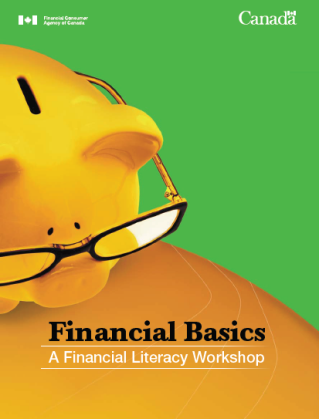 Financial Consumer
Agency of Canada
Canada
Financial Basics
A Financial Literacy Workshop